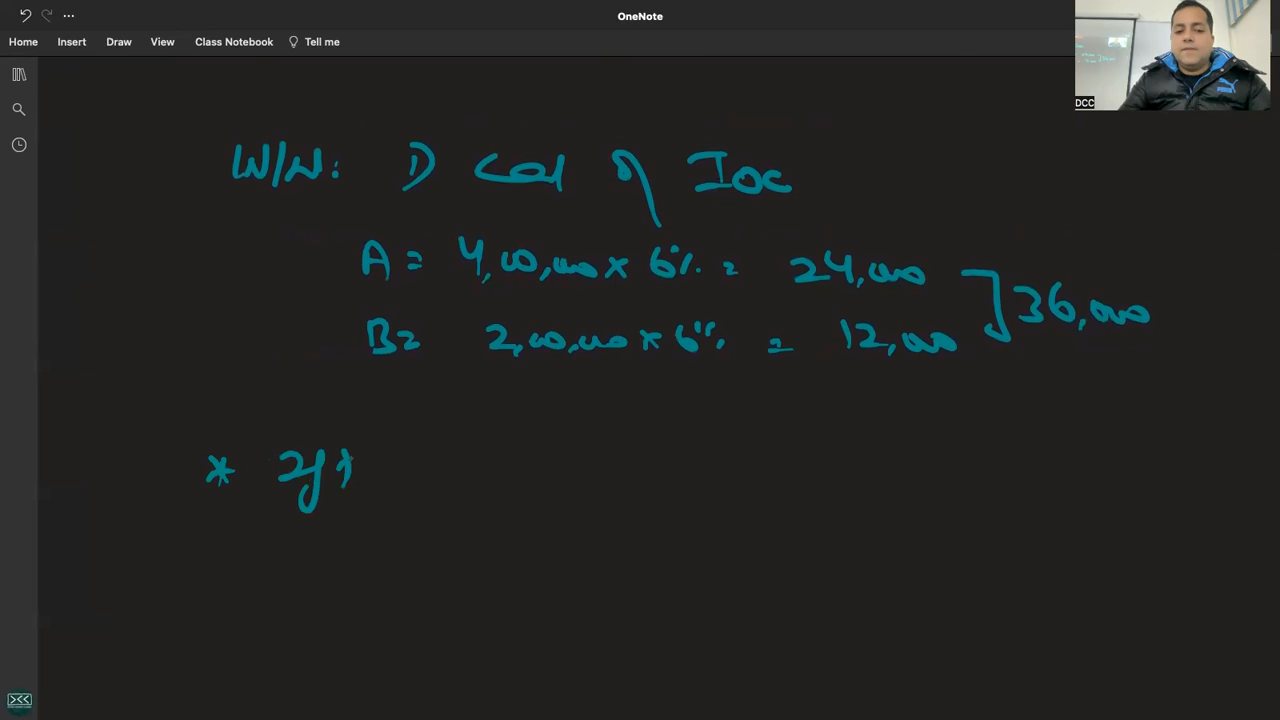 OneNote
Home Insert Draw View Class Notebook Tell me
DCC
W/N: 1) Cal of IOC
A = 4,00,000 x 6% = 24,000
36,000
B = 2,00,000 x 6% = 12,000
*